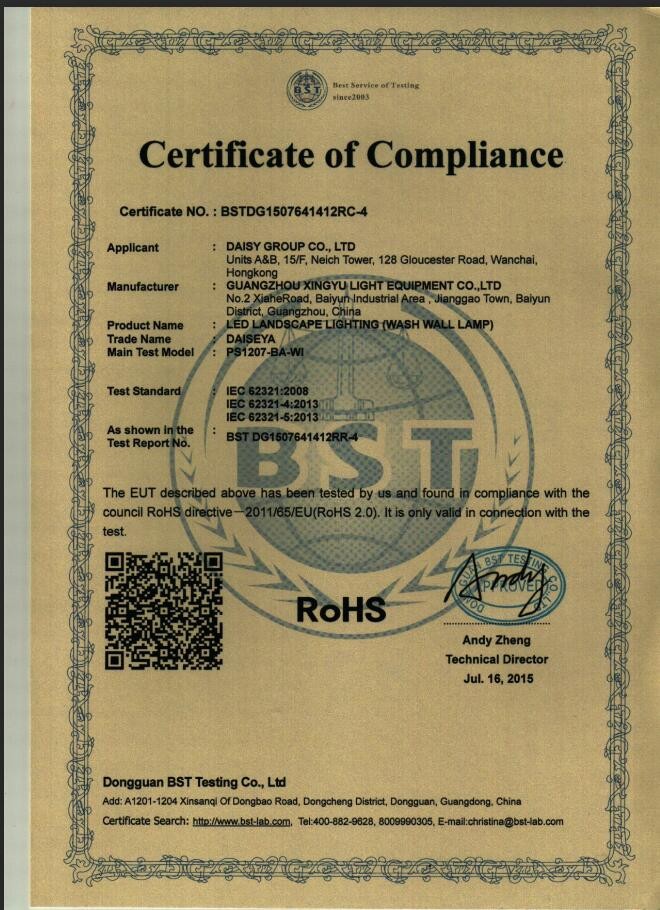 BST
Best Service of Testing
since2003
Certificate of Compliance
Certificate NO. : BSTDG1507641412RC-4
Applicant : DAISY GROUP CO., LTD
Units A&B, 15/F, Neich Tower, 128 Gloucester Road, Wanchai,
Hongkong
Manufacturer : GUANGZHOU XINGYU LIGHT EQUIPMENT CO.,LTD
No.2 XiaheRoad, Baiyun Industrial Area , Jianggao Town, Baiyun
District, Guangzhou, China
Product Name : LED LANDSCAPE LIGHTING (WASH WALL LAMP)
Trade Name : DAISEYA
Main Test Model : PS1207-BA-WI
Test Standard : IEC 62321:2008
IEC 62321-4:2013
IEC 62321-5:2013
As shown in the :
Test Report No. BST DG1507641412RR-4
BST
The EUT described above has been tested by us and found in compliance with the
council RoHS directive—2011/65/EU(RoHS 2.0). It is only valid in connection with the
test.
RoHS
APPROVED
Andy
Andy Zheng
Technical Director
Jul. 16, 2015
Dongguan BST Testing Co., Ltd
Add: A1201-1204 Xinsanqi Of Dongbao Road, Dongcheng District, Dongguan, Guangdong, China
Certificate Search: http://www.bst-lab.com, Tel:400-882-9628, 8009990305, E-mail:christina@bst-lab.com